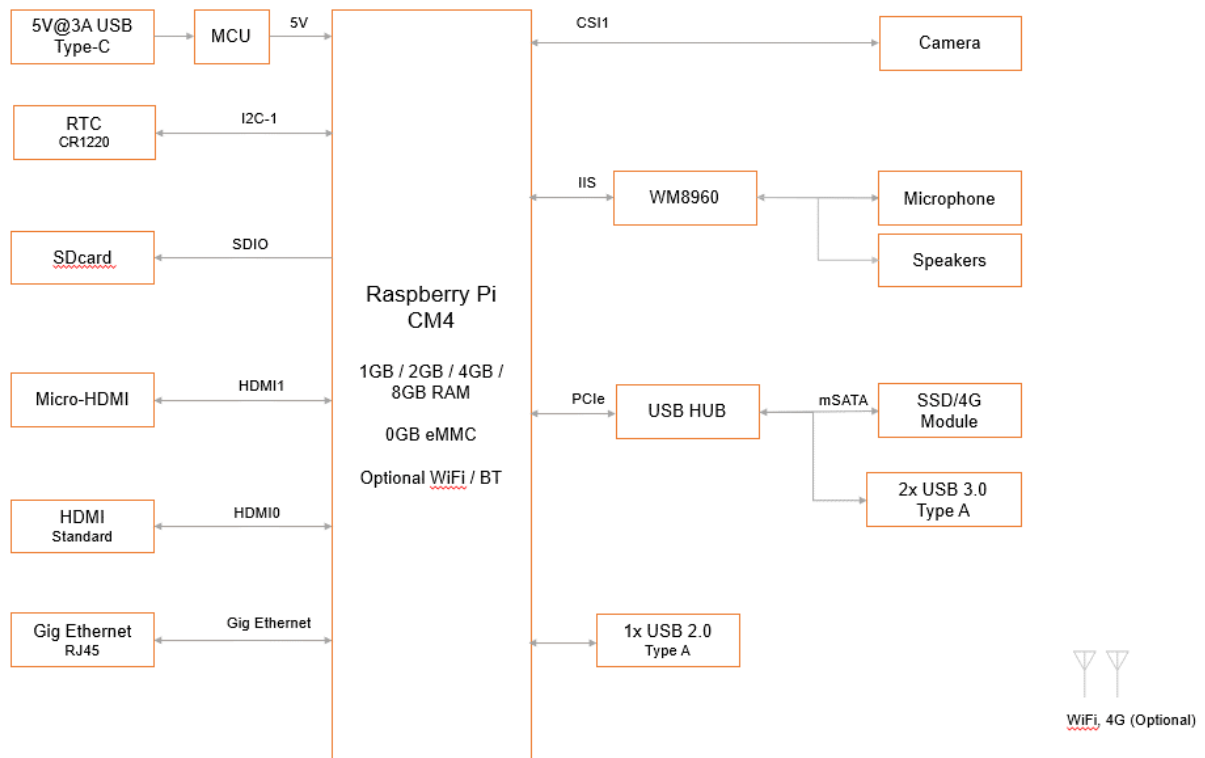 5V@3A USB
Type-C
MCU
5V
CSI1
Camera
RTC
CR1220
I2C-1
IIS
WM8960
Microphone
Speakers
SDcard
SDIO
Raspberry Pi
CM4
1GB / 2GB / 4GB /
8GB RAM
0GB eMMC
Optional WiFi / BT
Micro-HDMI
HDMI1
PCIe
USB HUB
mSATA
SSD/4G
Module
2x USB 3.0
Type A
HDMI
Standard
HDMI0
Gig Ethernet
RJ45
Gig Ethernet
1x USB 2.0
Type A
WiFi, 4G (Optional)